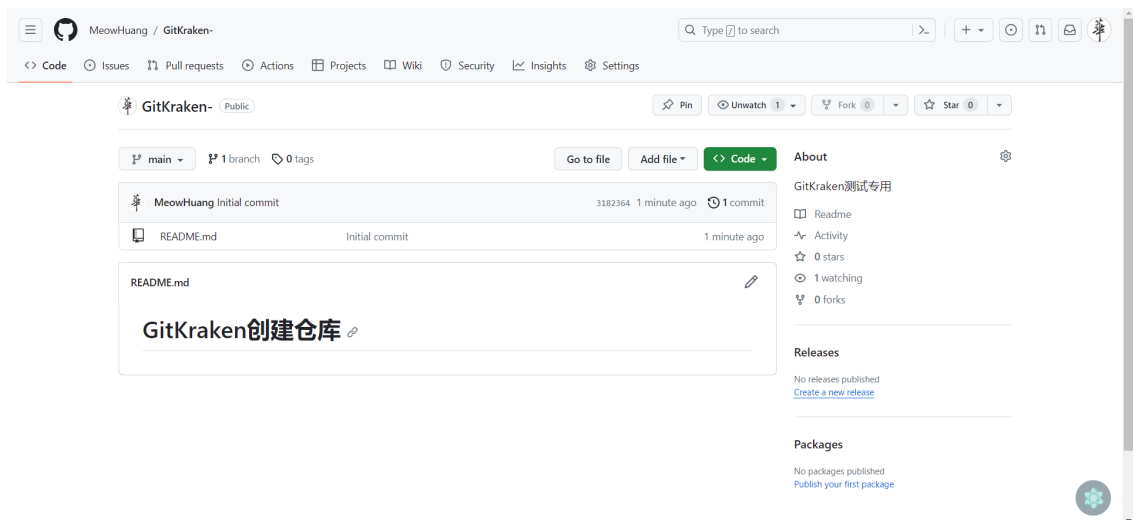 MeowHuang / GitKraken-
Type / to search
Code Issues Pull requests Actions Projects Wiki Security Insights Settings
GitKraken- Public
Pin Unwatch 1 Fork 0 Star 0
main 1 branch 0 tags Go to file Add file Code
MeowHuang Initial commit 3182364 1 minute ago 1 commit
README.md Initial commit 1 minute ago
README.md
GitKraken创建仓库
About
GitKraken测试专用
Readme
Activity
0 stars
1 watching
0 forks
Releases
No releases published
Create a new release
Packages
No packages published
Publish your first package